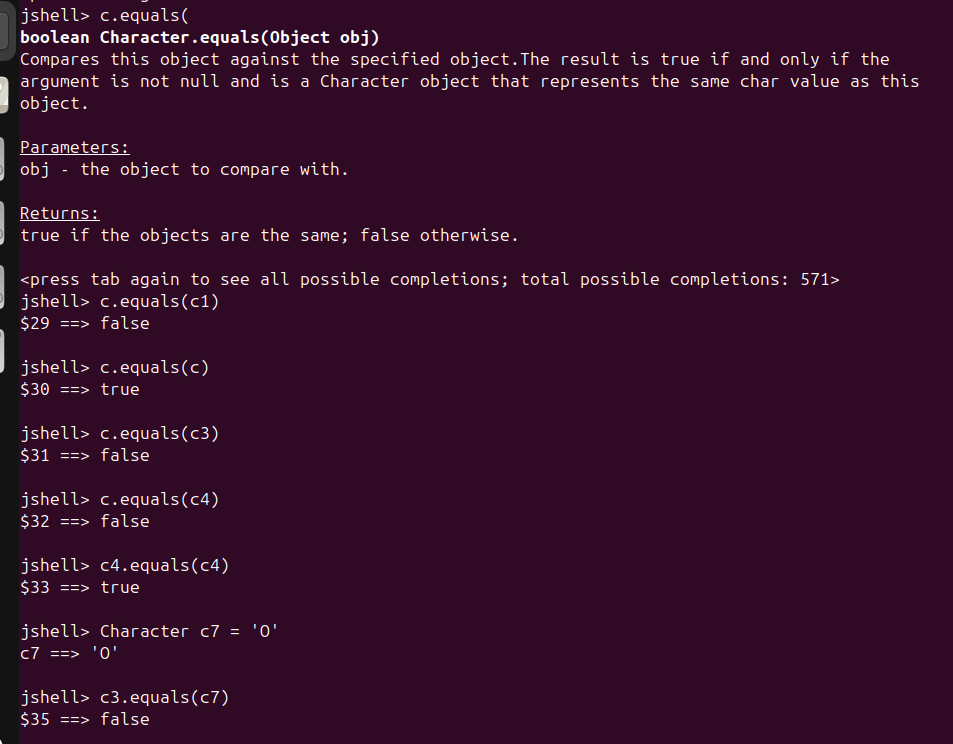 jshell> c.equals(
boolean Character.equals(Object obj)
Compares this object against the specified object.The result is true if and only if the
argument is not null and is a Character object that represents the same char value as this
object.
Parameters:
obj - the object to compare with.
Returns:
true if the objects are the same; false otherwise.
<press tab again to see all possible completions; total possible completions: 571>
jshell> c.equals(c1)
$29 ==> false
jshell> c.equals(c)
$30 ==> true
jshell> c.equals(c3)
$31 ==> false
jshell> c.equals(c4)
$32 ==> false
jshell> c4.equals(c4)
$33 ==> true
jshell> Character c7 = 'O'
c7 ==> 'O'
jshell> c3.equals(c7)
$35 ==> false